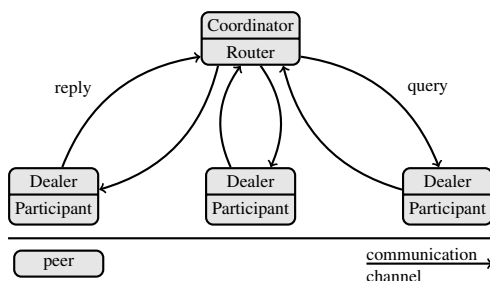 Coordinator
Router
reply
query
Dealer
Participant
Dealer
Participant
Dealer
Participant
peer
communication
channel